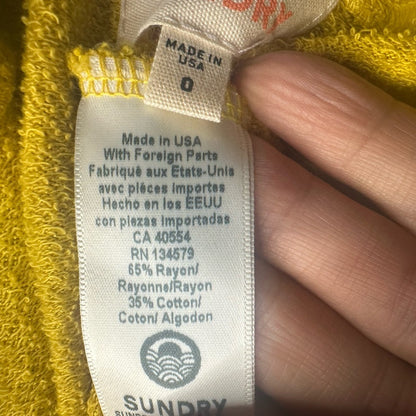 MADE IN
USA
0
Made in USA
With Foreign Parts
Fabriqué aux Etats-Unis
avec pièces importes
Hecho en los EEUU
con piezas importadas
CA 40554
RN 134579
65% Rayon/
Rayonne/Rayon
35% Cotton/
Coton/ Algodon
SUNDRY